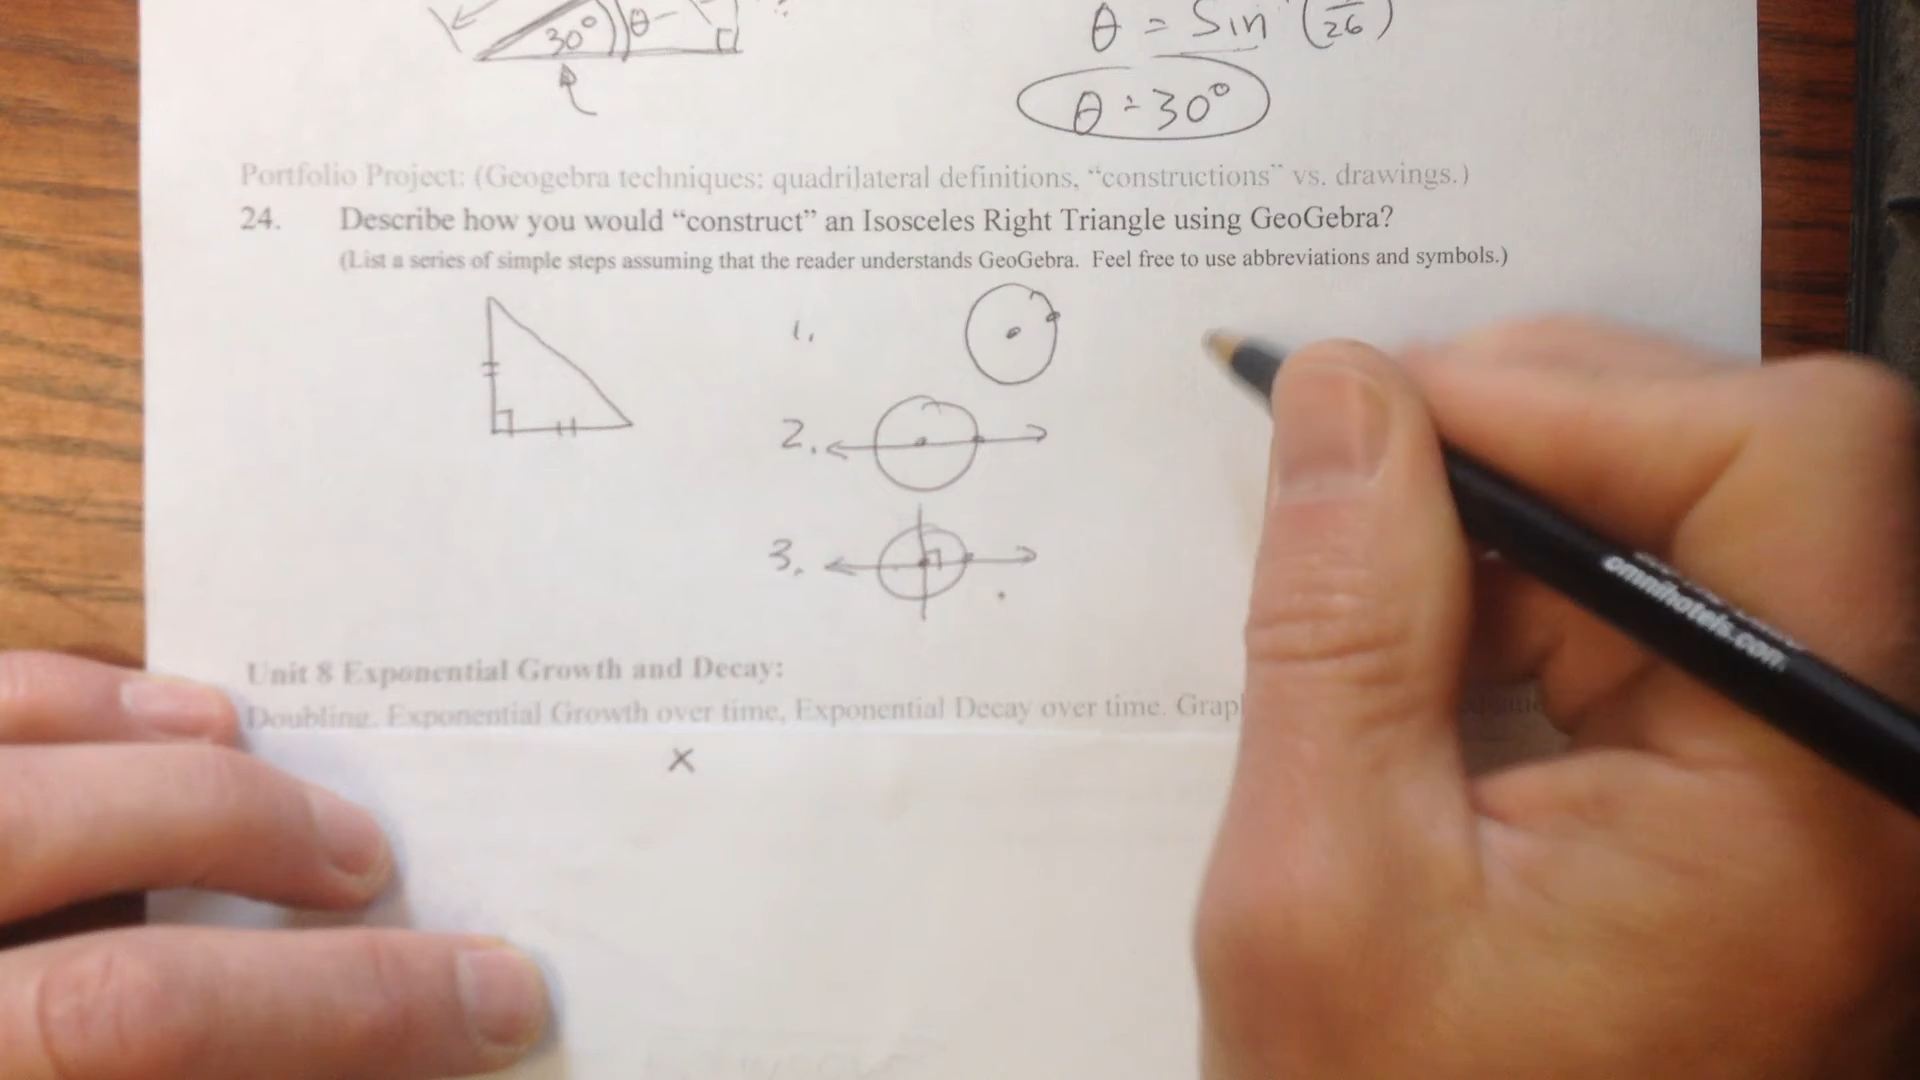 30° θ
θ = Sin ( /26)
θ = 30°
Portfolio Project: (Geogebra techniques: quadrilateral definitions, “constructions” vs. drawings.)
24. Describe how you would “construct” an Isosceles Right Triangle using GeoGebra?
(List a series of simple steps assuming that the reader understands GeoGebra. Feel free to use abbreviations and symbols.)
1.
2.
3.
Unit 8 Exponential Growth and Decay:
Doubling, Exponential Growth over time, Exponential Decay over time.
x
omnihotels.com